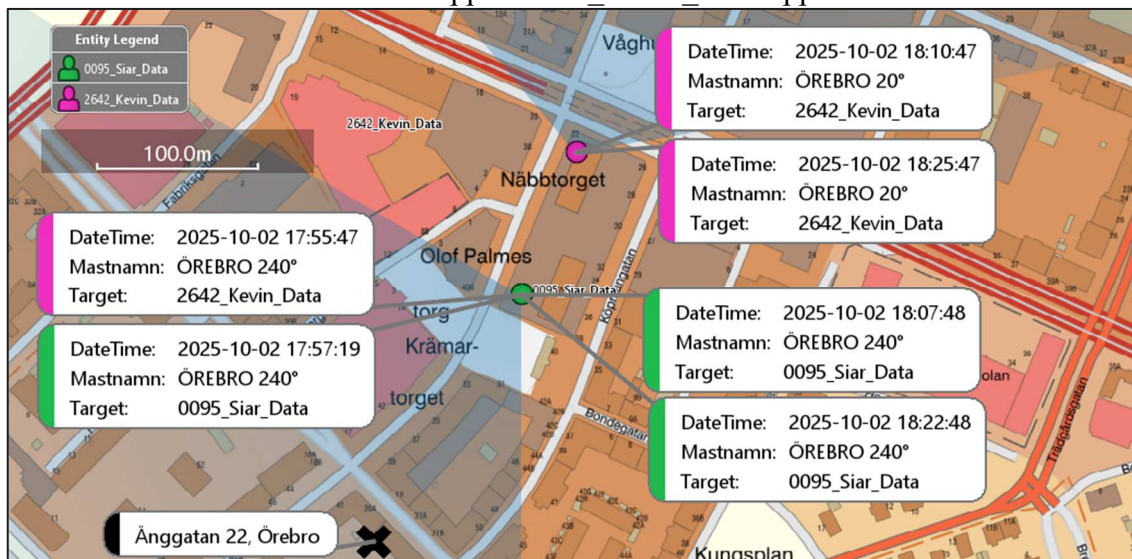 Entity Legend
0095_Siar_Data
2642_Kevin_Data
100.0m
Fabriksgatan
2642_Kevin_Data
Näbbtorget
Olof Palmes
torg
Krämar-
torget
0095_Siar_Data
Köpmangatan
Bondegatan
Trädgårdsgatan
Kungsplan
DateTime: 2025-10-02 18:10:47
Mastnamn: ÖREBRO 20°
Target: 2642_Kevin_Data
DateTime: 2025-10-02 18:25:47
Mastnamn: ÖREBRO 20°
Target: 2642_Kevin_Data
DateTime: 2025-10-02 17:55:47
Mastnamn: ÖREBRO 240°
Target: 2642_Kevin_Data
DateTime: 2025-10-02 17:57:19
Mastnamn: ÖREBRO 240°
Target: 0095_Siar_Data
DateTime: 2025-10-02 18:07:48
Mastnamn: ÖREBRO 240°
Target: 0095_Siar_Data
DateTime: 2025-10-02 18:22:48
Mastnamn: ÖREBRO 240°
Target: 0095_Siar_Data
Änggatan 22, Örebro